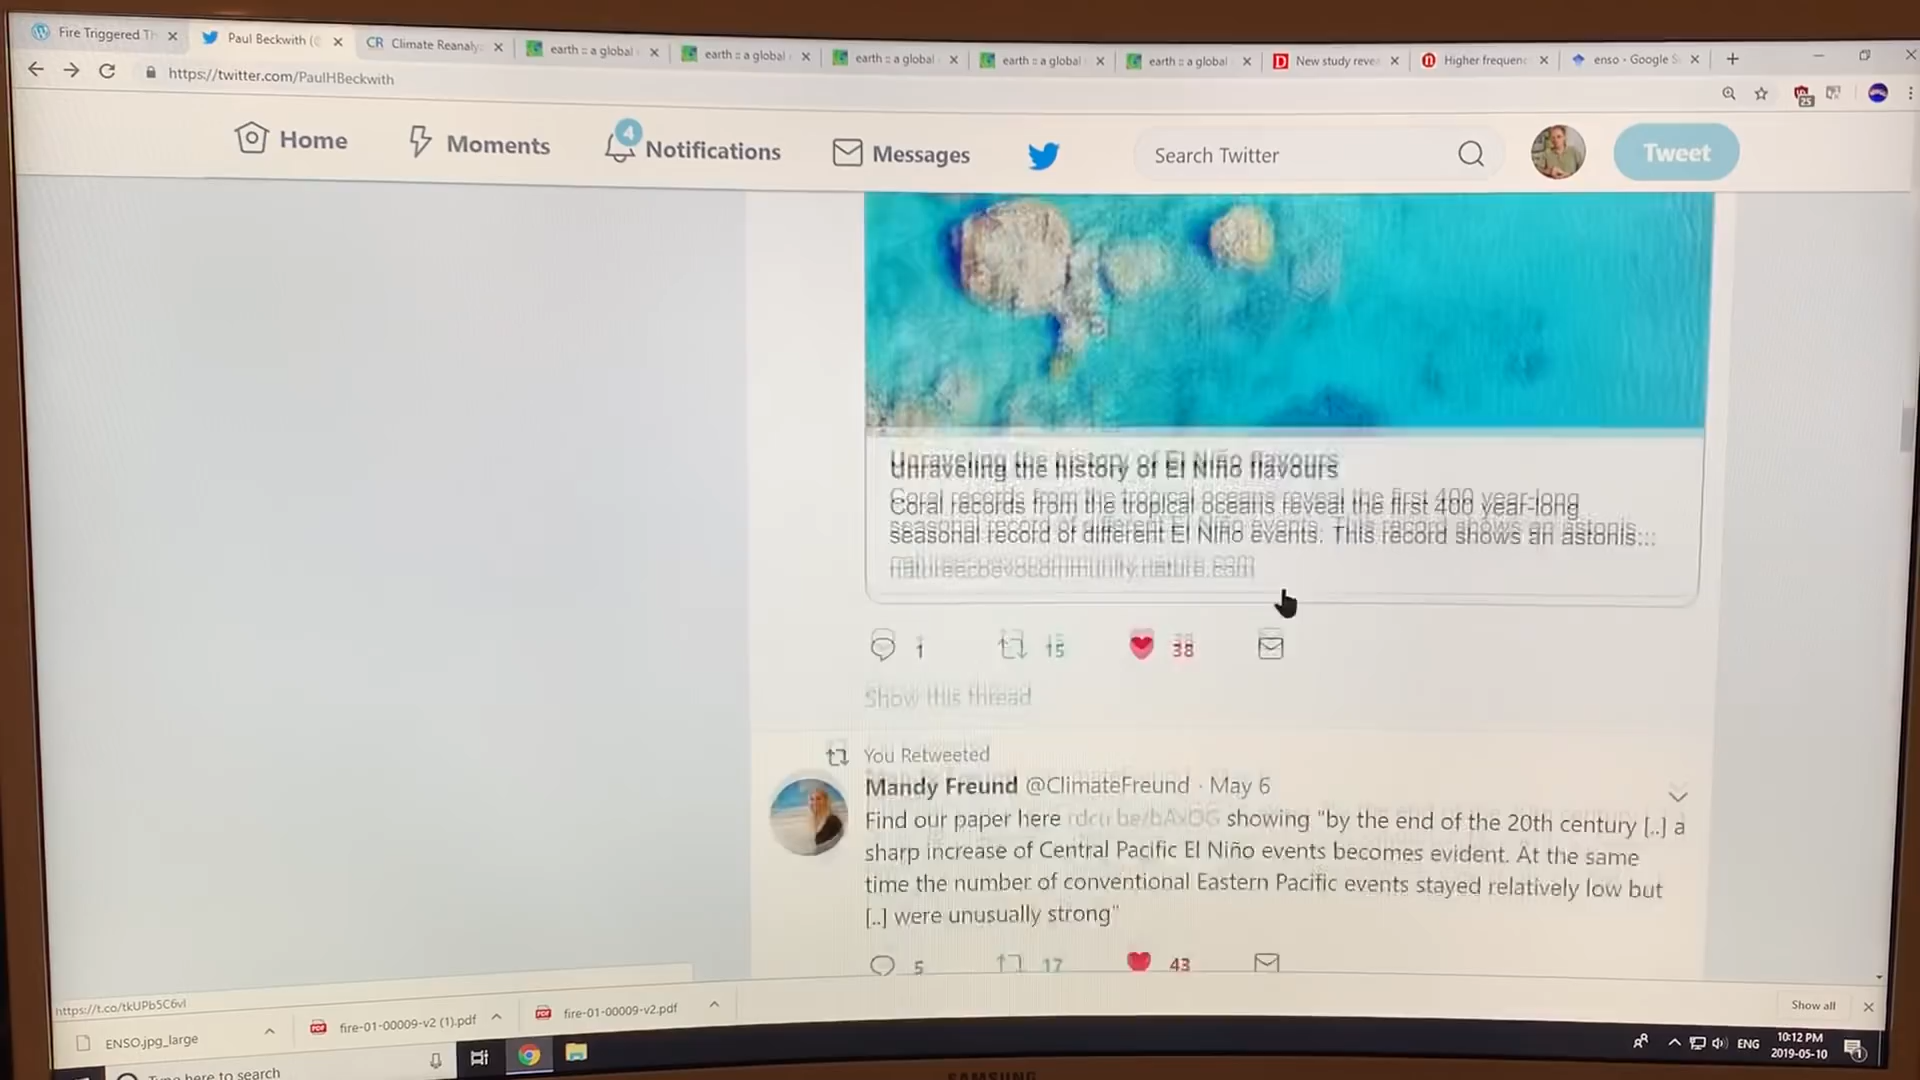 Fire Triggered Th
Paul Beckwith (@
CR Climate Reanaly
earth :: a global
earth :: a global
earth :: a global
earth :: a global
earth :: a global
D New study reve
n Higher frequenc
enso - Google S
https://twitter.com/PaulHBeckwith
25
Home
Moments
4
Notifications
Messages
Search Twitter
Tweet
Unraveling the history of El Niño flavours
Coral records from the tropical oceans reveal the first 400 year-long
seasonal record of different El Niño events. This record shows an astonis...
natureecoevocommunity.nature.com
1 15 38
Show this thread
You Retweeted
Mandy Freund @ClimateFreund · May 6
Find our paper here rdcu.be/bAxDG showing "by the end of the 20th century [..] a
sharp increase of Central Pacific El Niño events becomes evident. At the same
time the number of conventional Eastern Pacific events stayed relatively low but
[..] were unusually strong"
5 17 43
https://t.co/tkUPb5C6vl
ENSO.jpg_large
PDF fire-01-00009-v2 (1).pdf
PDF fire-01-00009-v2.pdf
Show all
Type here to search
ENG
10:12 PM
2019-05-10
1
SAMSUNG